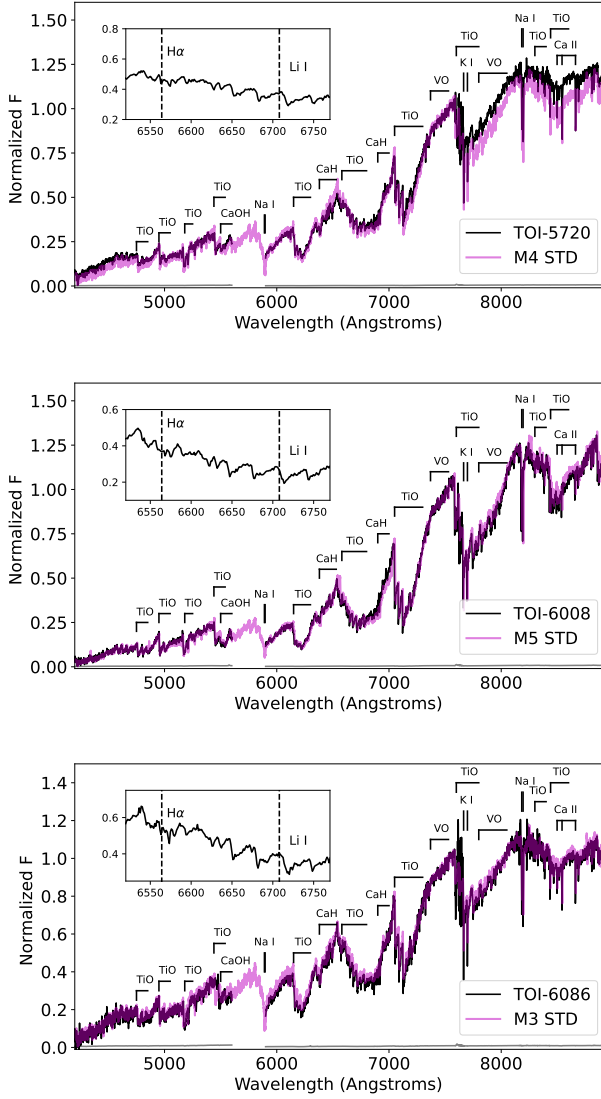 0.8
0.6
0.4
0.2
6550 6600 6650 6700 6750
Hα
Li I
Na I
TiO
TiO
TiO
K I
Ca II
VO
VO
TiO
CaH
TiO
CaH
TiO
Na I
TiO
TiO
CaOH
TiO
TiO
TiO
1.50
1.25
1.00
0.75
0.50
0.25
0.00
Normalized F
TOI-5720
M4 STD
5000 6000 7000 8000
Wavelength (Angstroms)
0.6
0.4
0.2
6550 6600 6650 6700 6750
Hα
Li I
Na I
TiO
TiO
TiO
K I
Ca II
VO
VO
TiO
CaH
TiO
CaH
TiO
Na I
TiO
TiO
CaOH
TiO
TiO
TiO
1.50
1.25
1.00
0.75
0.50
0.25
0.00
Normalized F
TOI-6008
M5 STD
5000 6000 7000 8000
Wavelength (Angstroms)
0.6
0.4
6550 6600 6650 6700 6750
Hα
Li I
TiO
TiO
Na I
K I
TiO
Ca II
VO
VO
TiO
CaH
TiO
CaH
TiO
Na I
TiO
TiO
CaOH
TiO
TiO
TiO
1.4
1.2
1.0
0.8
0.6
0.4
0.2
0.0
Normalized F
TOI-6086
M3 STD
5000 6000 7000 8000
Wavelength (Angstroms)